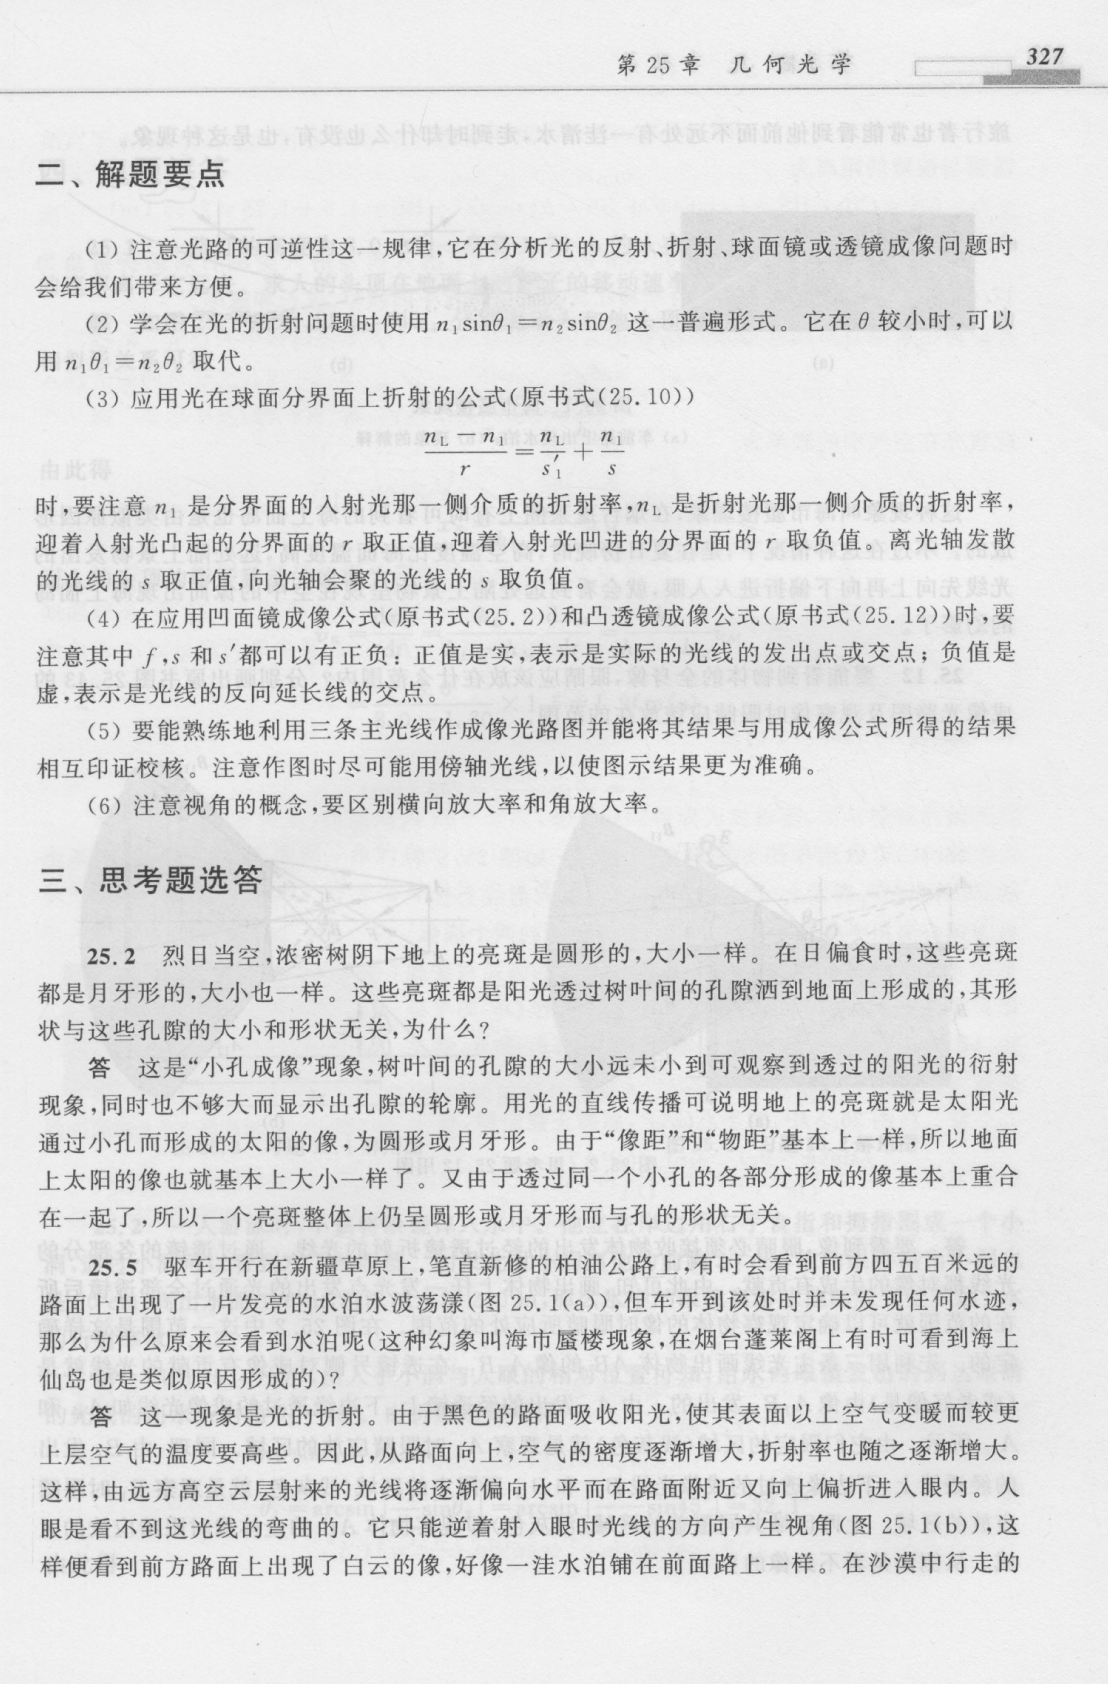 第25章 几何光学 327
二、解题要点
(1) 注意光路的可逆性这一规律,它在分析光的反射、折射、球面镜或透镜成像问题时
会给我们带来方便。
(2) 学会在光的折射问题时使用 n₁sinθ₁=n₂sinθ₂ 这一普遍形式。它在 θ 较小时,可以
用 n₁θ₁=n₂θ₂ 取代。
(3) 应用光在球面分界面上折射的公式(原书式(25.10))
(n_L − n₁)/r = n_L/s₁′ + n₁/s
时,要注意 n₁ 是分界面的入射光那一侧介质的折射率,n_L 是折射光那一侧介质的折射率,
迎着入射光凸起的分界面的 r 取正值,迎着入射光凹进的分界面的 r 取负值。离光轴发散
的光线的 s 取正值,向光轴会聚的光线的 s 取负值。
(4) 在应用凹面镜成像公式(原书式(25.2))和凸透镜成像公式(原书式(25.12))时,要
注意其中 f,s 和 s′都可以有正负：正值是实,表示是实际的光线的发出点或交点；负值是
虚,表示是光线的反向延长线的交点。
(5) 要能熟练地利用三条主光线作成像光路图并能将其结果与用成像公式所得的结果
相互印证校核。注意作图时尽可能用傍轴光线,以使图示结果更为准确。
(6) 注意视角的概念,要区别横向放大率和角放大率。
三、思考题选答
25.2 烈日当空,浓密树阴下地上的亮斑是圆形的,大小一样。在日偏食时,这些亮斑
都是月牙形的,大小也一样。这些亮斑都是阳光透过树叶间的孔隙洒到地面上形成的,其形
状与这些孔隙的大小和形状无关,为什么?
答 这是“小孔成像”现象,树叶间的孔隙的大小远未小到可观察到透过的阳光的衍射
现象,同时也不够大而显示出孔隙的轮廓。用光的直线传播可说明地上的亮斑就是太阳光
通过小孔而形成的太阳的像,为圆形或月牙形。由于“像距”和“物距”基本上一样,所以地面
上太阳的像也就基本上大小一样了。又由于透过同一个小孔的各部分形成的像基本上重合
在一起了,所以一个亮斑整体上仍呈圆形或月牙形而与孔的形状无关。
25.5 驱车开行在新疆草原上,笔直新修的柏油公路上,有时会看到前方四五百米远的
路面上出现了一片发亮的水泊水波荡漾(图 25.1(a)),但车开到该处时并未发现任何水迹,
那么为什么原来会看到水泊呢(这种幻象叫海市蜃楼现象,在烟台蓬莱阁上有时可看到海上
仙岛也是类似原因形成的)?
答 这一现象是光的折射。由于黑色的路面吸收阳光,使其表面以上空气变暖而较更
上层空气的温度要高些。因此,从路面向上,空气的密度逐渐增大,折射率也随之逐渐增大。
这样,由远方高空云层射来的光线将逐渐偏向水平而在路面附近又向上偏折进入眼内。人
眼是看不到这光线的弯曲的。它只能逆着射入眼时光线的方向产生视角(图 25.1(b)),这
样便看到前方路面上出现了白云的像,好像一洼水泊铺在前面路上一样。在沙漠中行走的